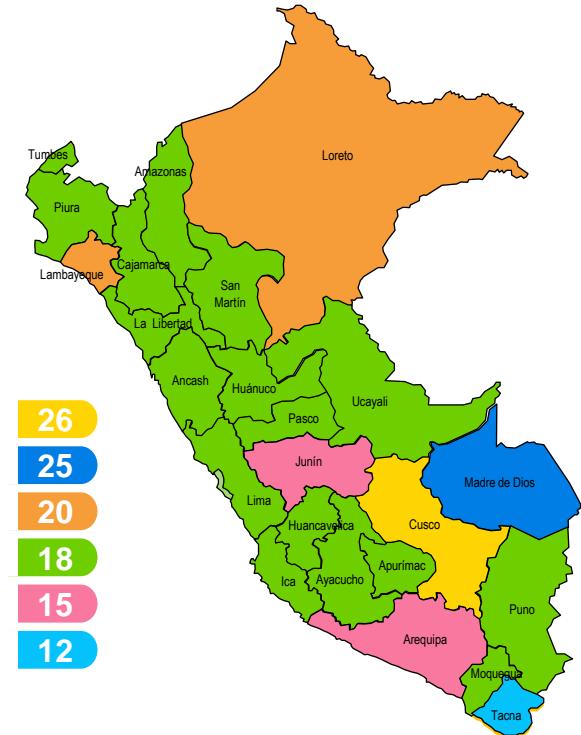 Tumbes
Amazonas
Loreto
Piura
Lambayeque
Cajamarca
San
Martín
La Libertad
Ancash
Huánuco
Ucayali
Pasco
Junín
Madre de Dios
Lima
Huancavelica
Cusco
Ica
Ayacucho
Apurímac
Puno
Arequipa
Moquegua
Tacna
26
25
20
18
15
12